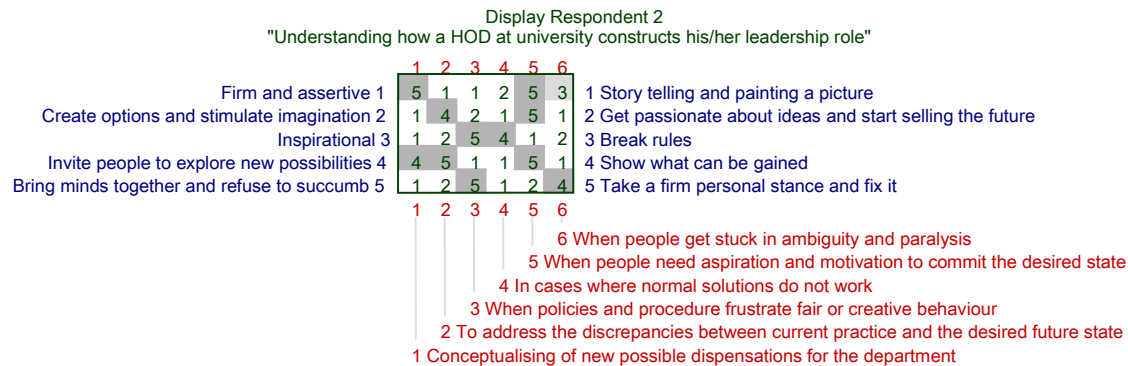 Display Respondent 2
"Understanding how a HOD at university constructs his/her leadership role"
1 2 3 4 5 6
Firm and assertive 1 5 1 1 2 5 3 1 Story telling and painting a picture
Create options and stimulate imagination 2 1 4 2 1 5 1 2 Get passionate about ideas and start selling the future
Inspirational 3 1 2 5 4 1 2 3 Break rules
Invite people to explore new possibilities 4 4 5 1 1 5 1 4 Show what can be gained
Bring minds together and refuse to succumb 5 1 2 5 1 2 4 5 Take a firm personal stance and fix it
1 2 3 4 5 6
6 When people get stuck in ambiguity and paralysis
5 When people need aspiration and motivation to commit the desired state
4 In cases where normal solutions do not work
3 When policies and procedure frustrate fair or creative behaviour
2 To address the discrepancies between current practice and the desired future state
1 Conceptualising of new possible dispensations for the department